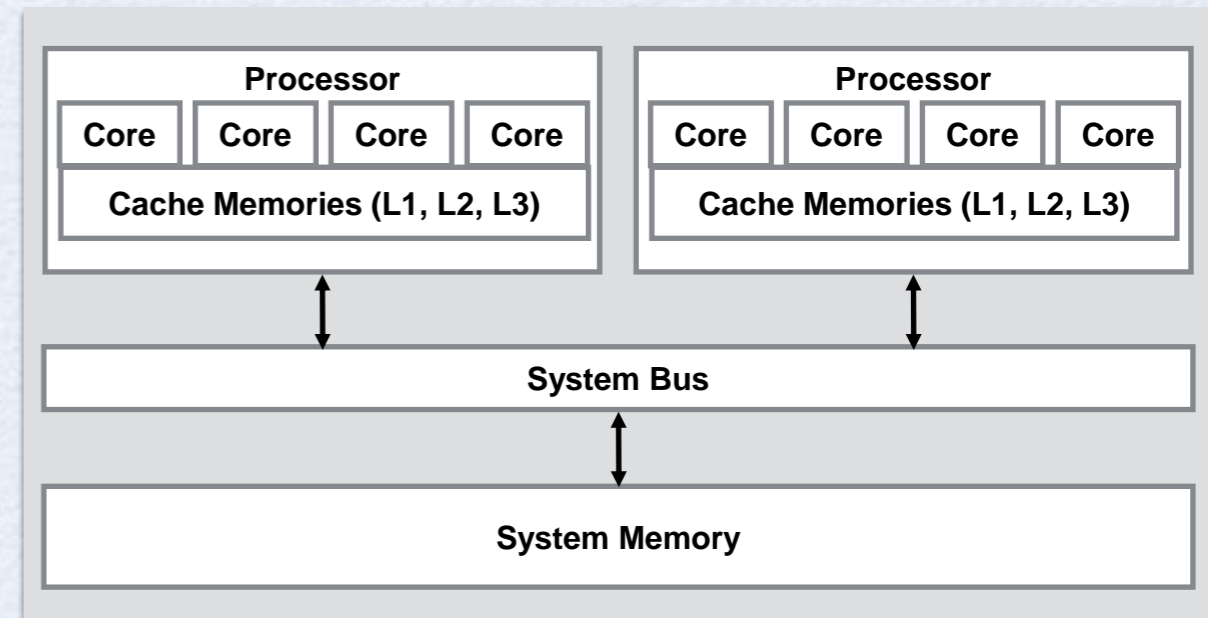 Processor
Core Core Core Core
Cache Memories (L1, L2, L3)
Processor
Core Core Core Core
Cache Memories (L1, L2, L3)
System Bus
System Memory